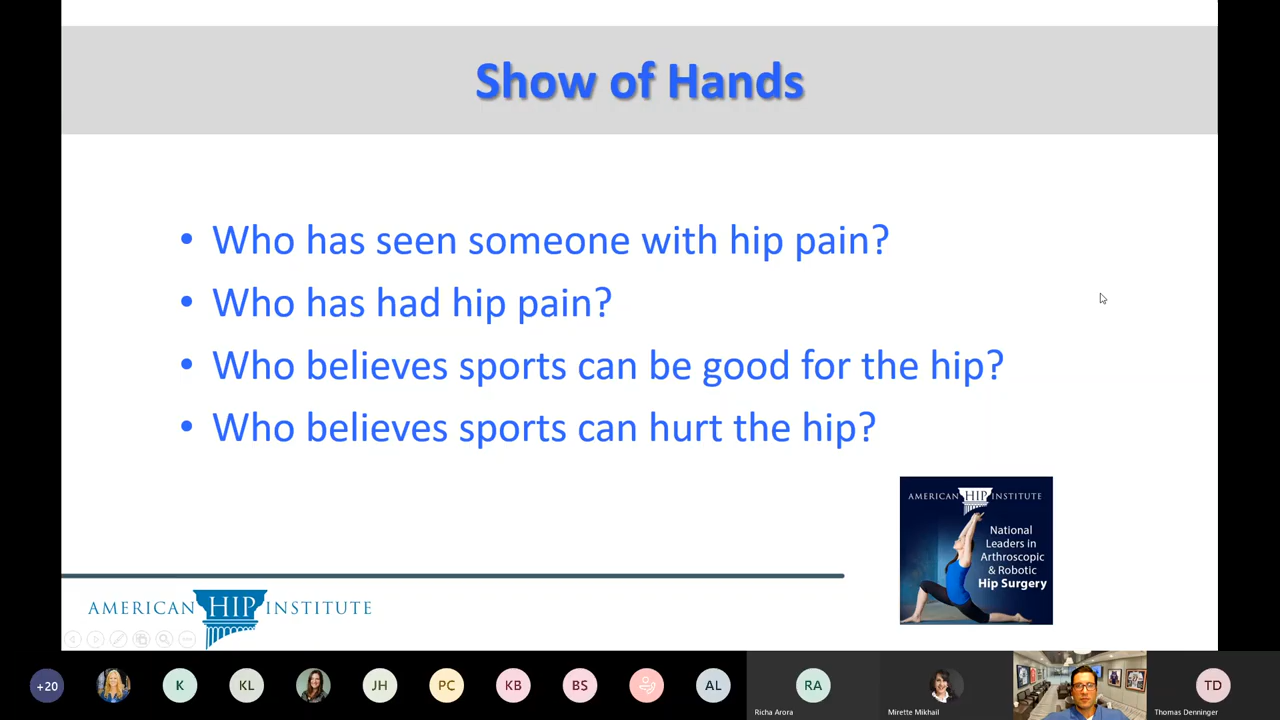 Show of Hands
• Who has seen someone with hip pain?
• Who has had hip pain?
• Who believes sports can be good for the hip?
• Who believes sports can hurt the hip?
AMERICAN HIP INSTITUTE
National
Leaders in
Arthroscopic
& Robotic
Hip Surgery
AMERICAN HIP INSTITUTE
+20
K
KL
JH
PC
KB
BS
AL
RA
TD
Richa Arora
Mirette Mikhail
Thomas Denninger